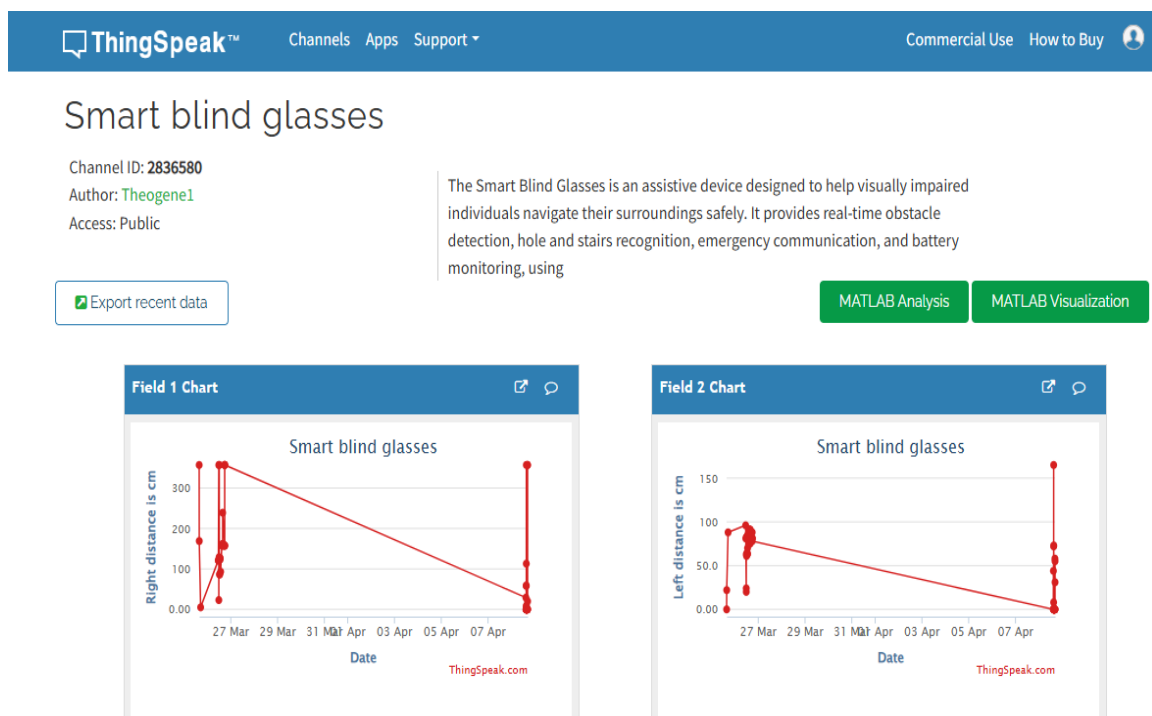 ThingSpeak™ Channels Apps Support Commercial Use How to Buy
Smart blind glasses
Channel ID: 2836580
Author: Theogene1
Access: Public
The Smart Blind Glasses is an assistive device designed to help visually impaired
individuals navigate their surroundings safely. It provides real-time obstacle
detection, hole and stairs recognition, emergency communication, and battery
monitoring, using
Export recent data
MATLAB Analysis
MATLAB Visualization
Field 1 Chart
Smart blind glasses
Right distance is cm
300
200
100
0.00
27 Mar 29 Mar 31 Mar 01 Apr 03 Apr 05 Apr 07 Apr
Date
ThingSpeak.com
Field 2 Chart
Smart blind glasses
Left distance is cm
150
100
50.0
0.00
27 Mar 29 Mar 31 Mar 01 Apr 03 Apr 05 Apr 07 Apr
Date
ThingSpeak.com